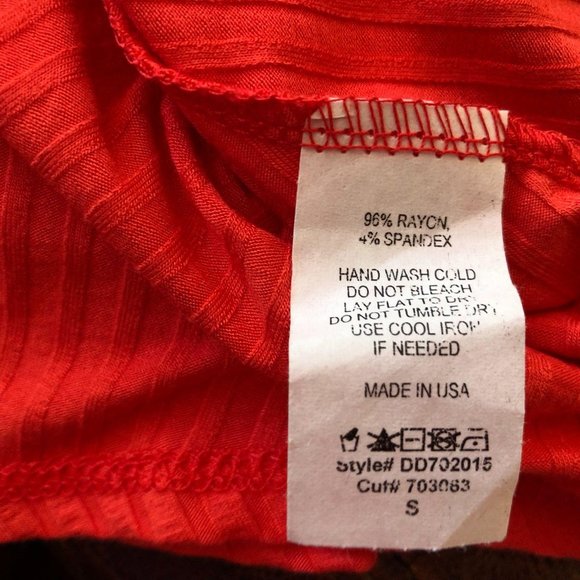 96% RAYON,
4% SPANDEX
HAND WASH COLD
DO NOT BLEACH
LAY FLAT TO DRY
DO NOT TUMBLE DRY
USE COOL IRON
IF NEEDED
MADE IN USA
Style# DD702015
Cut# 703063
S